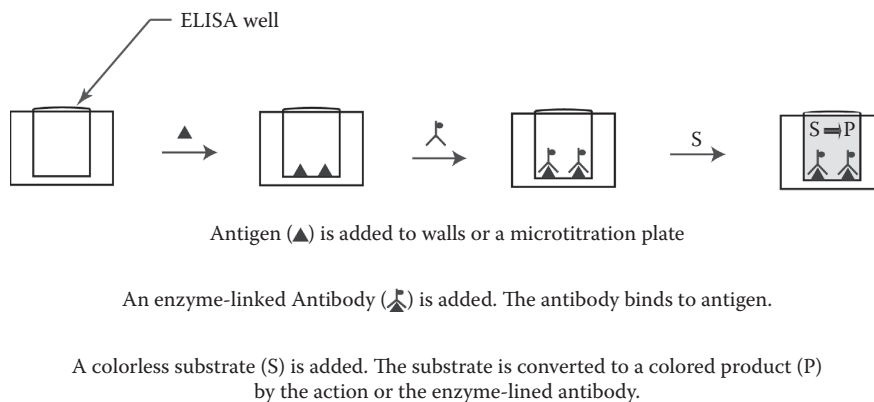 ELISA well
S
S P
Antigen (▲) is added to walls or a microtitration plate
An enzyme-linked Antibody ( ) is added. The antibody binds to antigen.
A colorless substrate (S) is added. The substrate is converted to a colored product (P)
by the action or the enzyme-lined antibody.